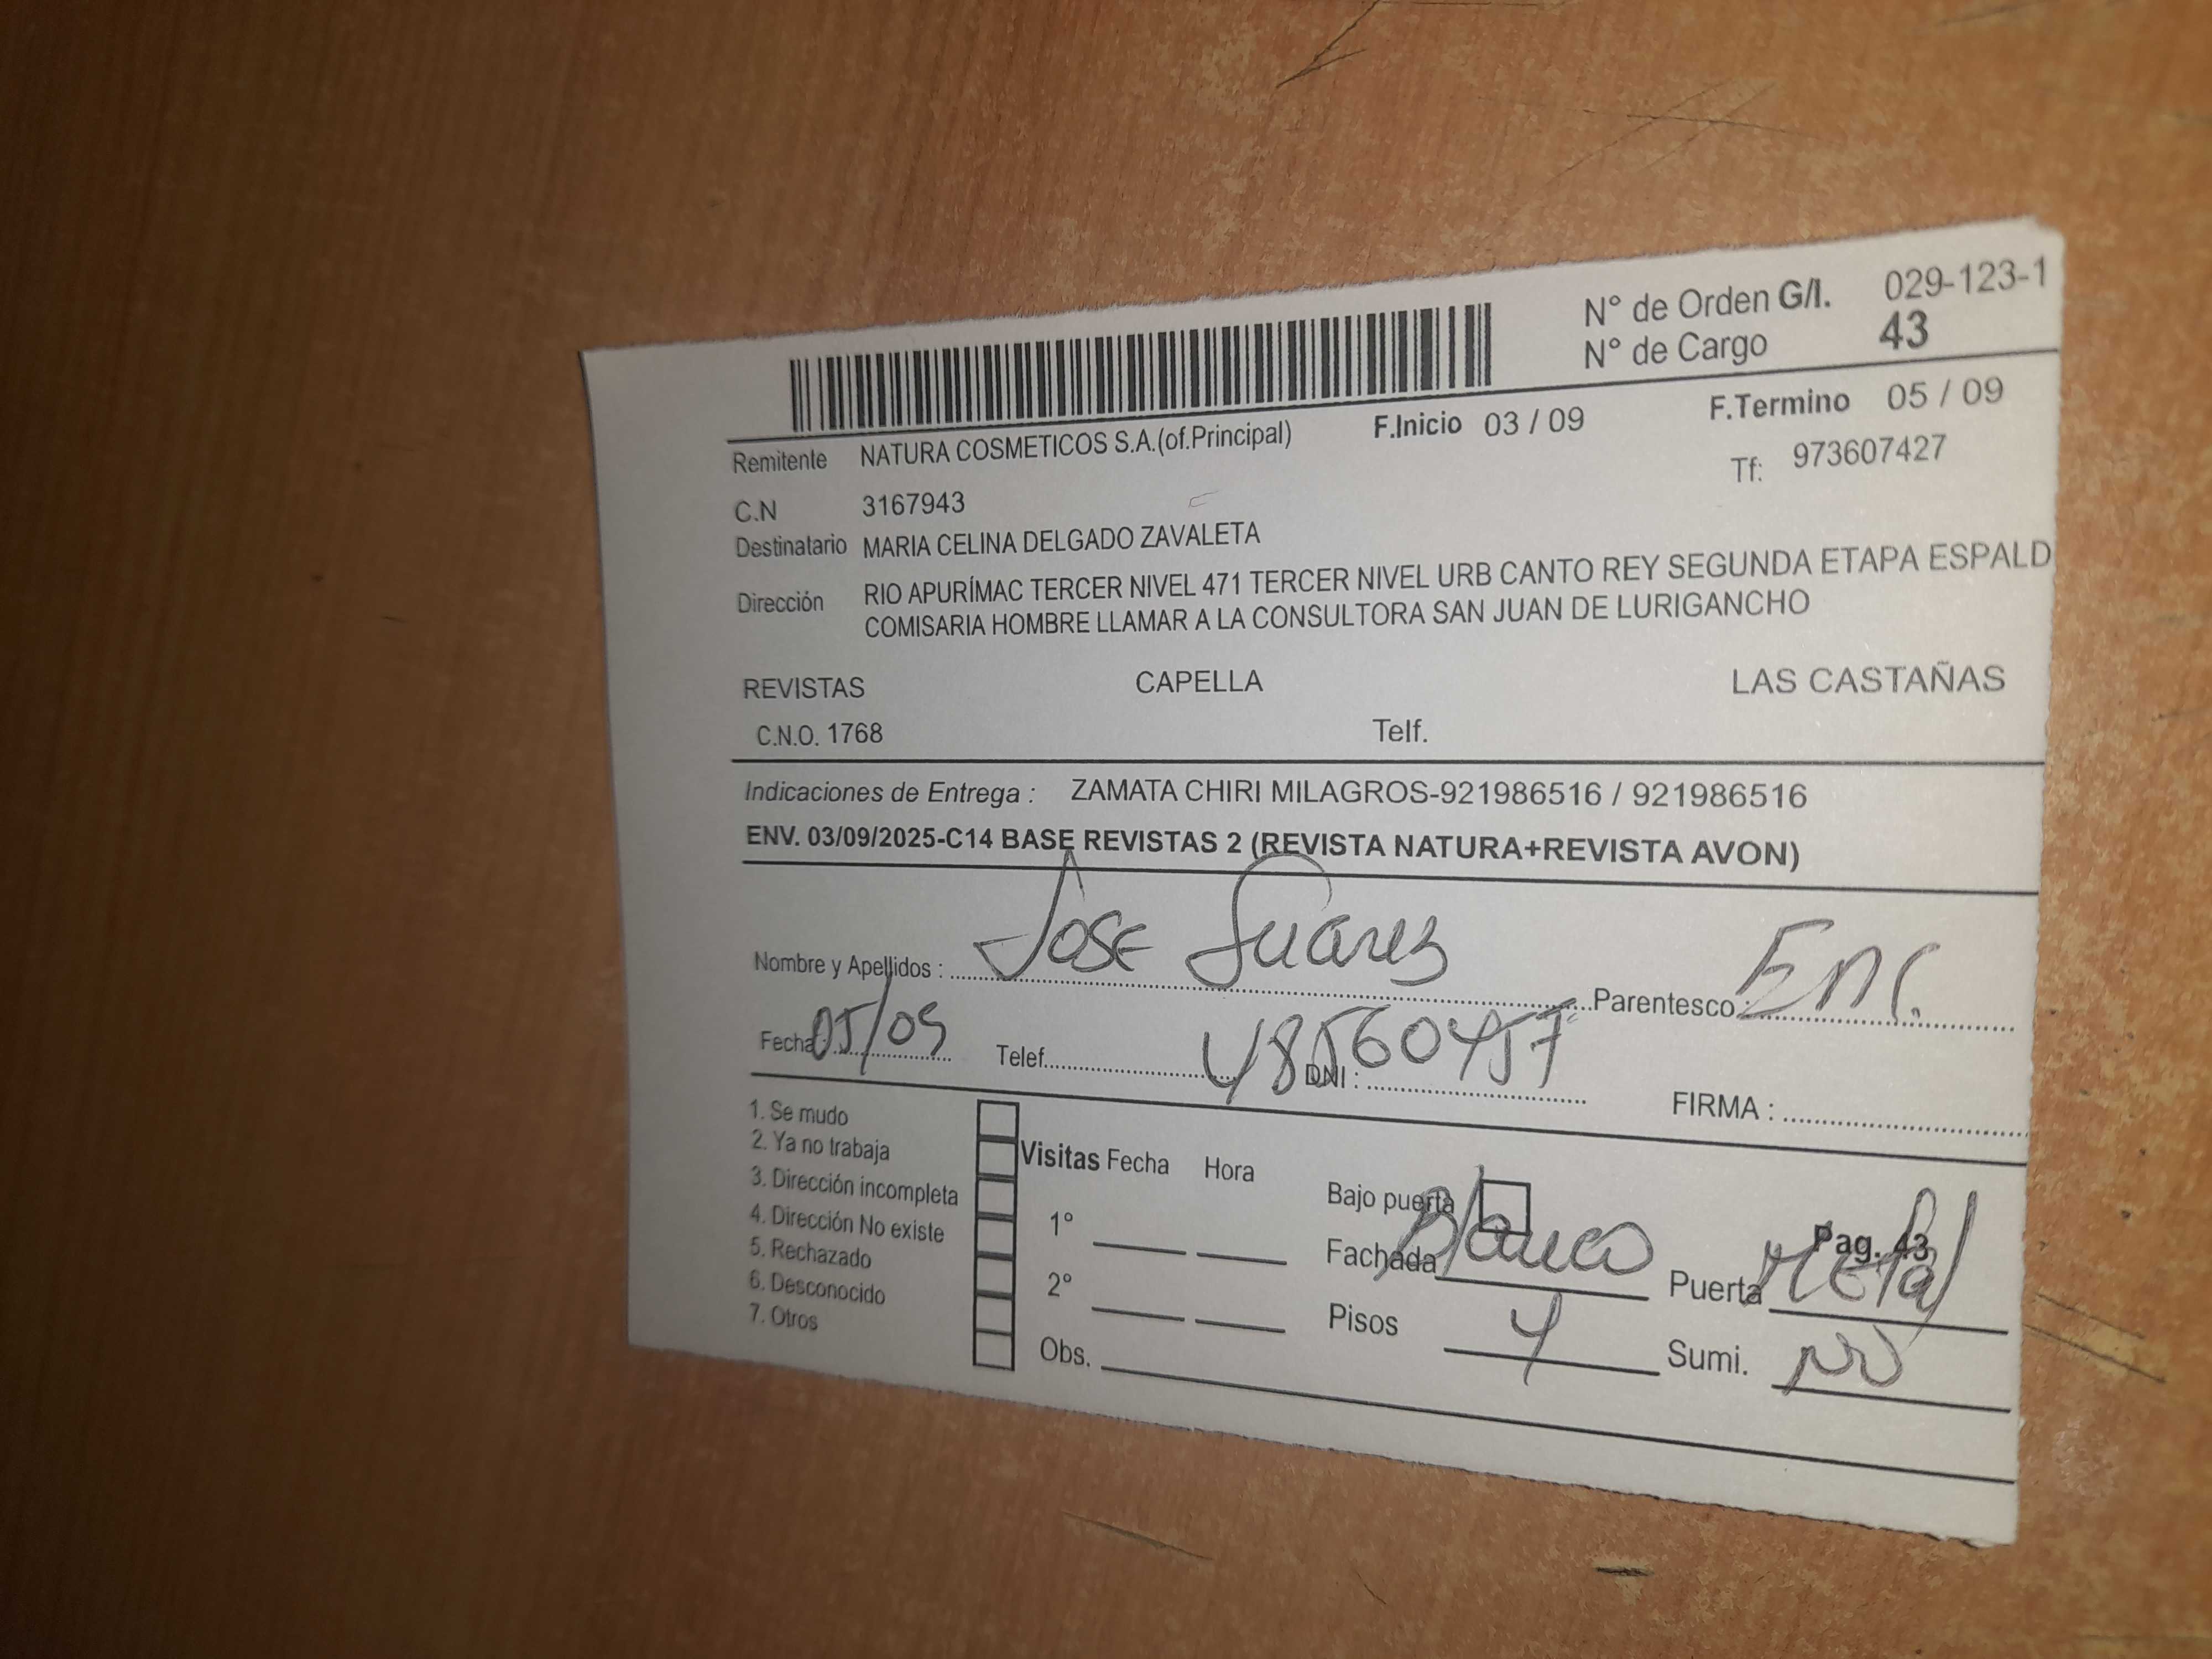 N° de Orden G/I. 029-123-1
N° de Cargo 43
F.Inicio 03 / 09 F.Termino 05 / 09
Remitente NATURA COSMETICOS S.A.(of.Principal) Tf: 973607427
C.N 3167943
Destinatario MARIA CELINA DELGADO ZAVALETA
Dirección RIO APURÍMAC TERCER NIVEL 471 TERCER NIVEL URB CANTO REY SEGUNDA ETAPA ESPALD
COMISARIA HOMBRE LLAMAR A LA CONSULTORA SAN JUAN DE LURIGANCHO
REVISTAS CAPELLA LAS CASTAÑAS
C.N.O. 1768 Telf.
Indicaciones de Entrega : ZAMATA CHIRI MILAGROS-921986516 / 921986516
ENV. 03/09/2025-C14 BASE REVISTAS 2 (REVISTA NATURA+REVISTA AVON)
Nombre y Apellidos : Jose Suarez Parentesco : Enc.
Fecha : 05/09 Telef. DNI : 48560457 FIRMA :
1. Se mudo
2. Ya no trabaja
3. Dirección incompleta
4. Dirección No existe
5. Rechazado
6. Desconocido
7. Otros
Visitas Fecha Hora
1°
2°
Obs.
Bajo puerta Pag. 43
Fachada Blanco Puerta Metal
Pisos 4 Sumi. NV